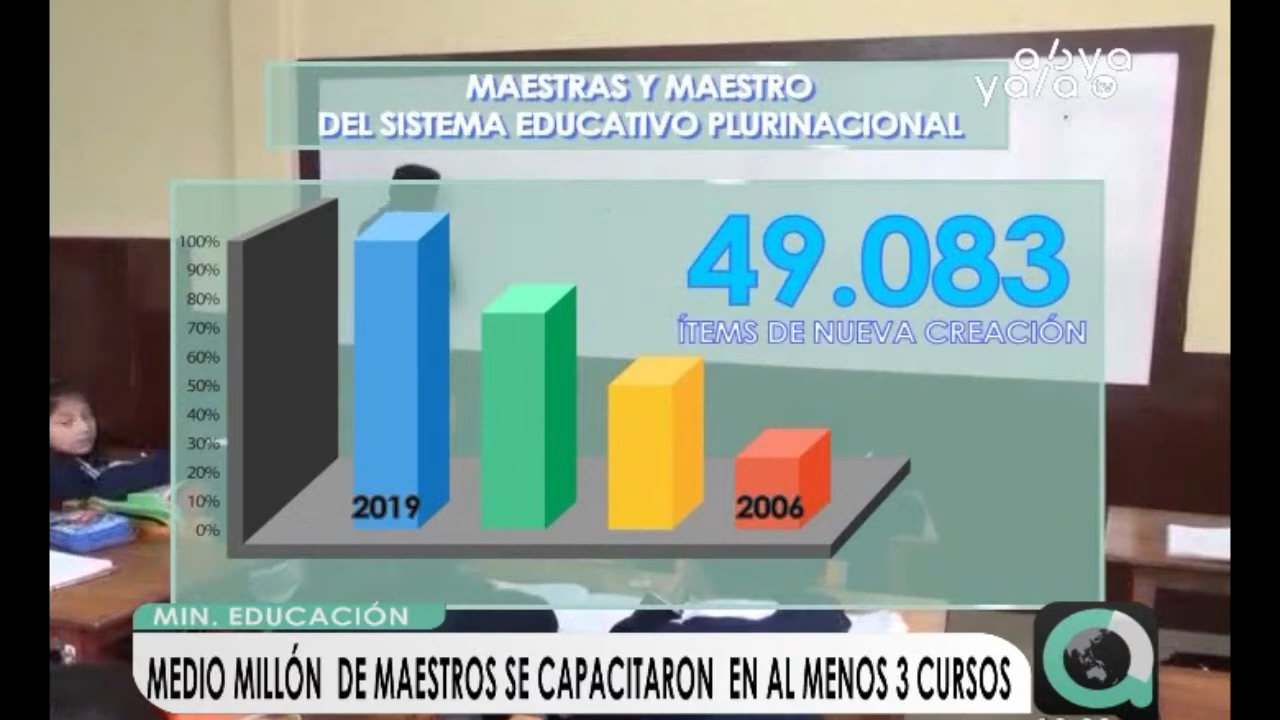 abya
yala tv
MAESTRAS Y MAESTRO
DEL SISTEMA EDUCATIVO PLURINACIONAL
49.083
ÍTEMS DE NUEVA CREACIÓN
100%
90%
80%
70%
60%
50%
40%
30%
20%
10%
0%
2019
2006
MIN. EDUCACIÓN
MEDIO MILLÓN DE MAESTROS SE CAPACITARON EN AL MENOS 3 CURSOS